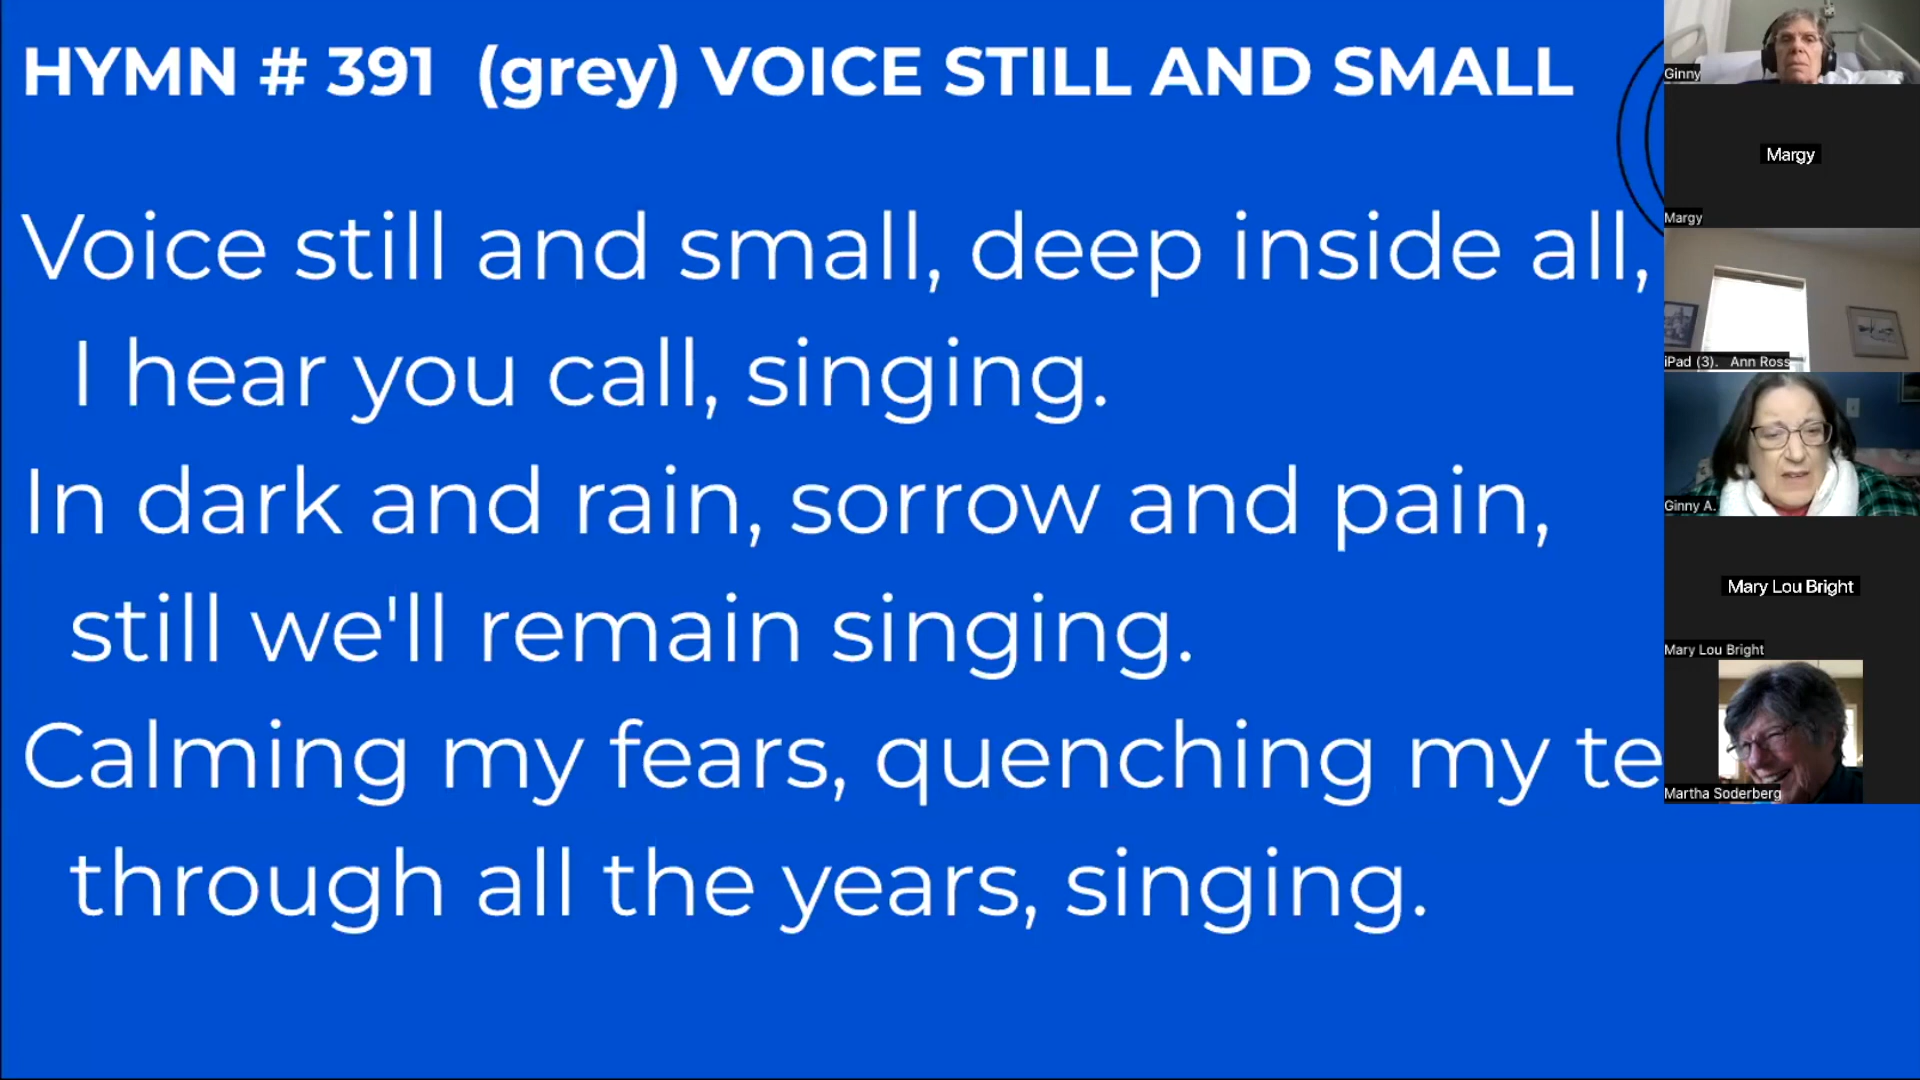 HYMN # 391 (grey) VOICE STILL AND SMALL
Voice still and small, deep inside all,
I hear you call, singing.
In dark and rain, sorrow and pain,
still we'll remain singing.
Calming my fears, quenching my te
through all the years, singing.
Ginny
Margy
Margy
iPad (3). Ann Ross
Ginny A.
Mary Lou Bright
Mary Lou Bright
Martha Soderberg